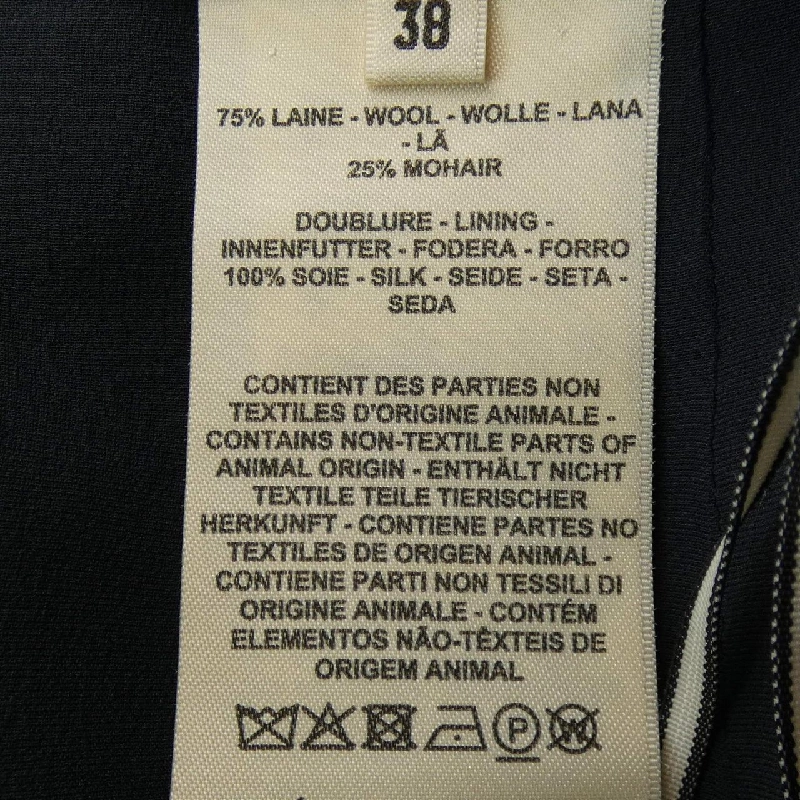 38
75% LAINE - WOOL - WOLLE - LANA
- LÃ
25% MOHAIR
DOUBLURE - LINING -
INNENFUTTER - FODERA - FORRO
100% SOIE - SILK - SEIDE - SETA -
SEDA
CONTIENT DES PARTIES NON
TEXTILES D'ORIGINE ANIMALE -
CONTAINS NON-TEXTILE PARTS OF
ANIMAL ORIGIN - ENTHÄLT NICHT
TEXTILE TEILE TIERISCHER
HERKUNFT - CONTIENE PARTES NO
TEXTILES DE ORIGEN ANIMAL -
CONTIENE PARTI NON TESSILI DI
ORIGINE ANIMALE - CONTÉM
ELEMENTOS NÃO-TÊXTEIS DE
ORIGEM ANIMAL
P W